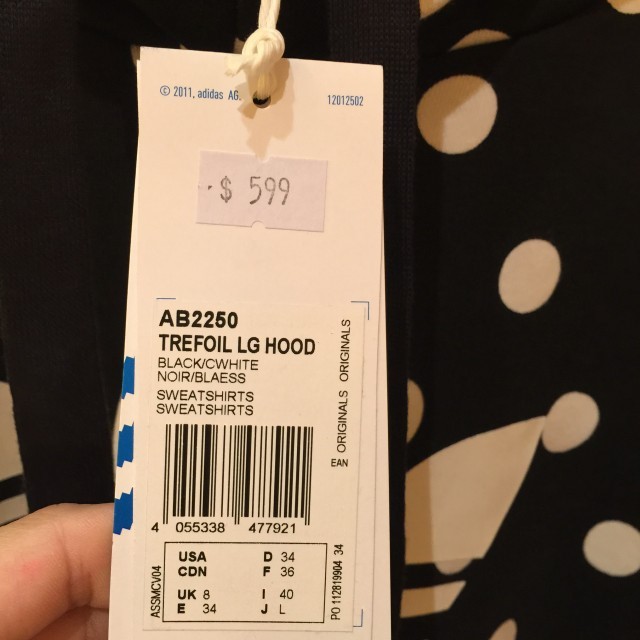 © 2011, adidas AG.
12012502
$ 599
AB2250
TREFOIL LG HOOD
BLACK/CWHITE
NOIR/BLAESS
SWEATSHIRTS
SWEATSHIRTS
EAN ORIGINALS ORIGINALS
4 055338 477921
ASSMCV04
USA D 34
CDN F 36
UK 8 I 40
E 34 J L
PO 112819904 34